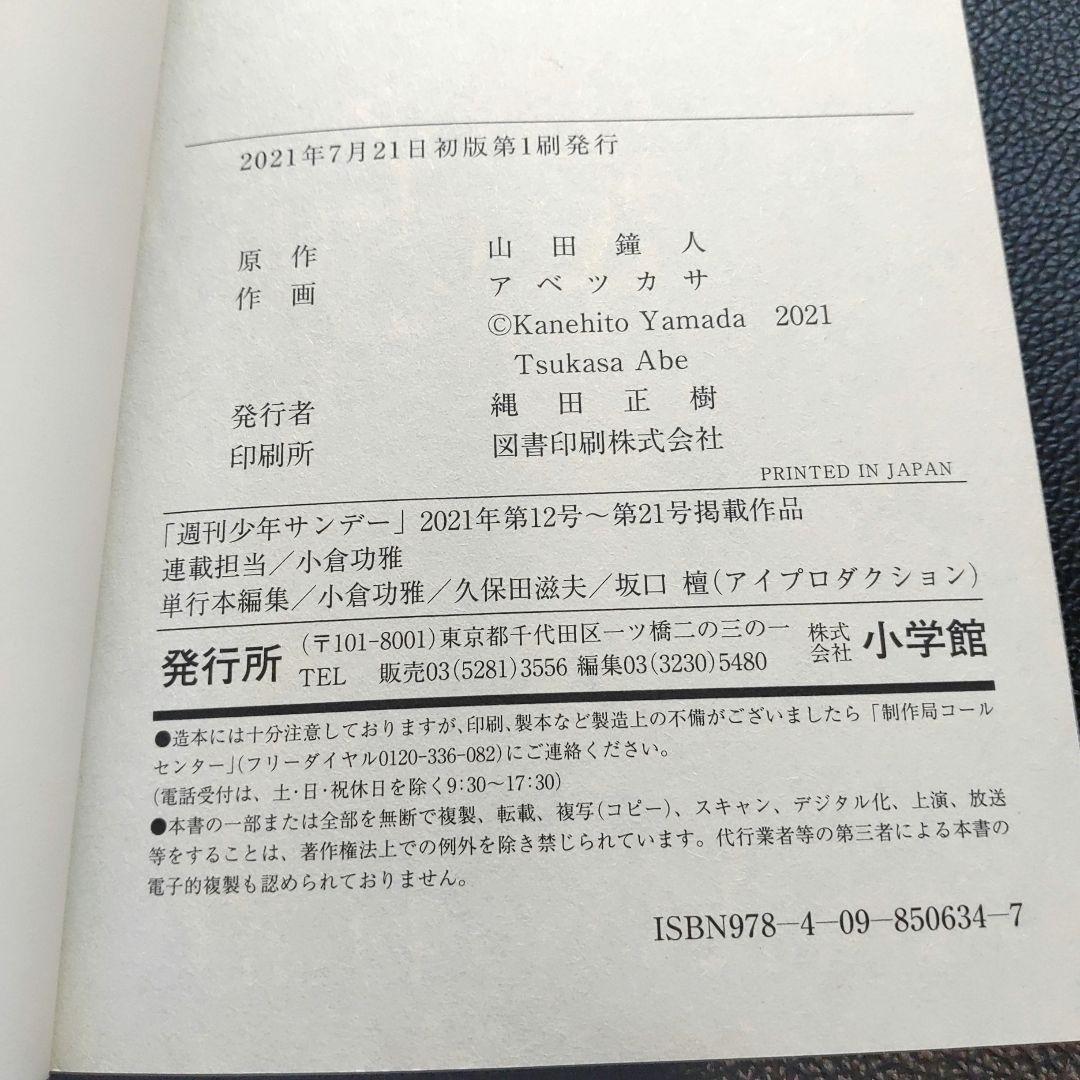 2021年7月21日初版第1刷発行
原作 山田鐘人
作画 アベツカサ
©Kanehito Yamada 2021
Tsukasa Abe
発行者 縄田正樹
印刷所 図書印刷株式会社
PRINTED IN JAPAN
「週刊少年サンデー」2021年第12号～第21号掲載作品
連載担当／小倉功雅
単行本編集／小倉功雅／久保田滋夫／坂口 檀(アイプロダクション)
発行所 (〒101-8001)東京都千代田区一ツ橋二の三の一 株式会社 小学館
TEL 販売03(5281)3556 編集03(3230)5480
●造本には十分注意しておりますが、印刷、製本など製造上の不備がございましたら「制作局コール
センター」(フリーダイヤル0120-336-082)にご連絡ください。
(電話受付は、土・日・祝休日を除く9:30～17:30)
●本書の一部または全部を無断で複製、転載、複写(コピー)、スキャン、デジタル化、上演、放送
等をすることは、著作権法上での例外を除き禁じられています。代行業者等の第三者による本書の
電子的複製も認められておりません。
ISBN978-4-09-850634-7